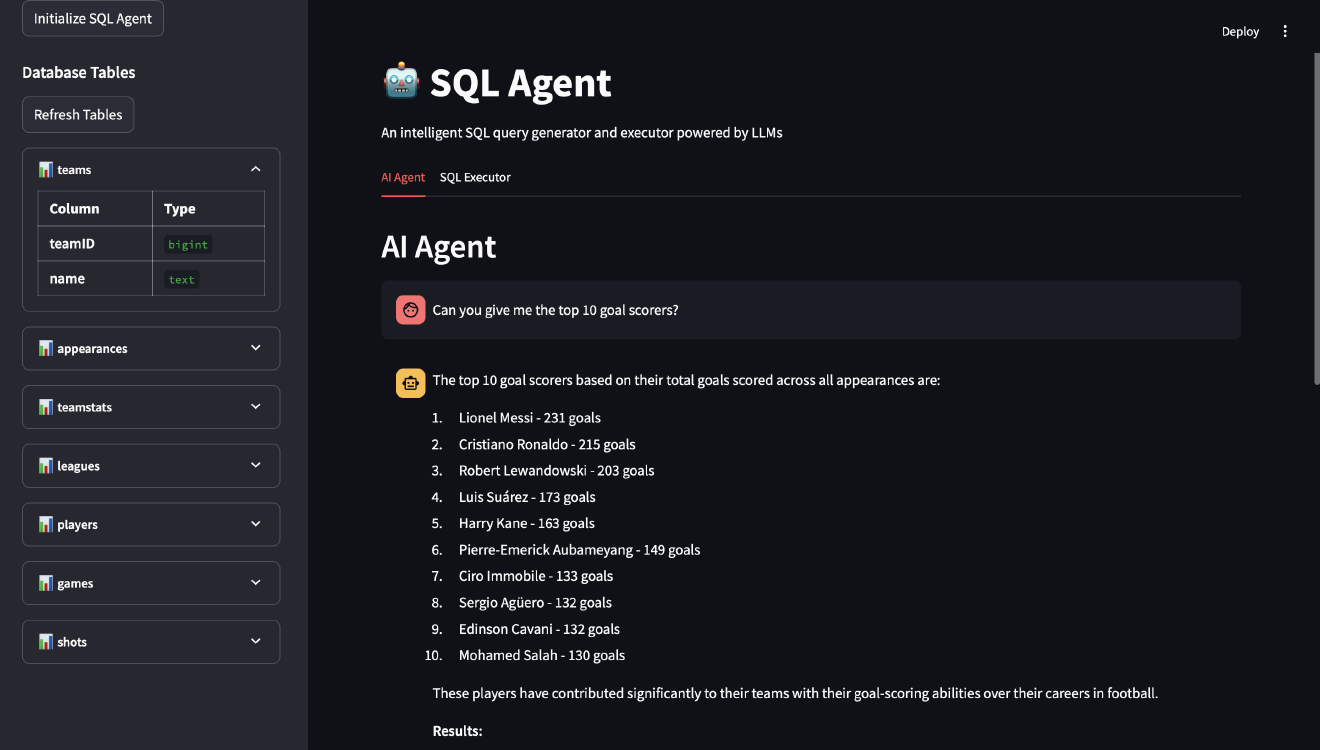 Initialize SQL Agent
Database Tables
Refresh Tables
teams
Column Type
teamID bigint
name text
appearances
teamstats
leagues
players
games
shots
Deploy
SQL Agent
An intelligent SQL query generator and executor powered by LLMs
AI Agent SQL Executor
AI Agent
Can you give me the top 10 goal scorers?
The top 10 goal scorers based on their total goals scored across all appearances are:
1. Lionel Messi - 231 goals
2. Cristiano Ronaldo - 215 goals
3. Robert Lewandowski - 203 goals
4. Luis Suárez - 173 goals
5. Harry Kane - 163 goals
6. Pierre-Emerick Aubameyang - 149 goals
7. Ciro Immobile - 133 goals
8. Sergio Agüero - 132 goals
9. Edinson Cavani - 132 goals
10. Mohamed Salah - 130 goals
These players have contributed significantly to their teams with their goal-scoring abilities over their careers in football.
Results: